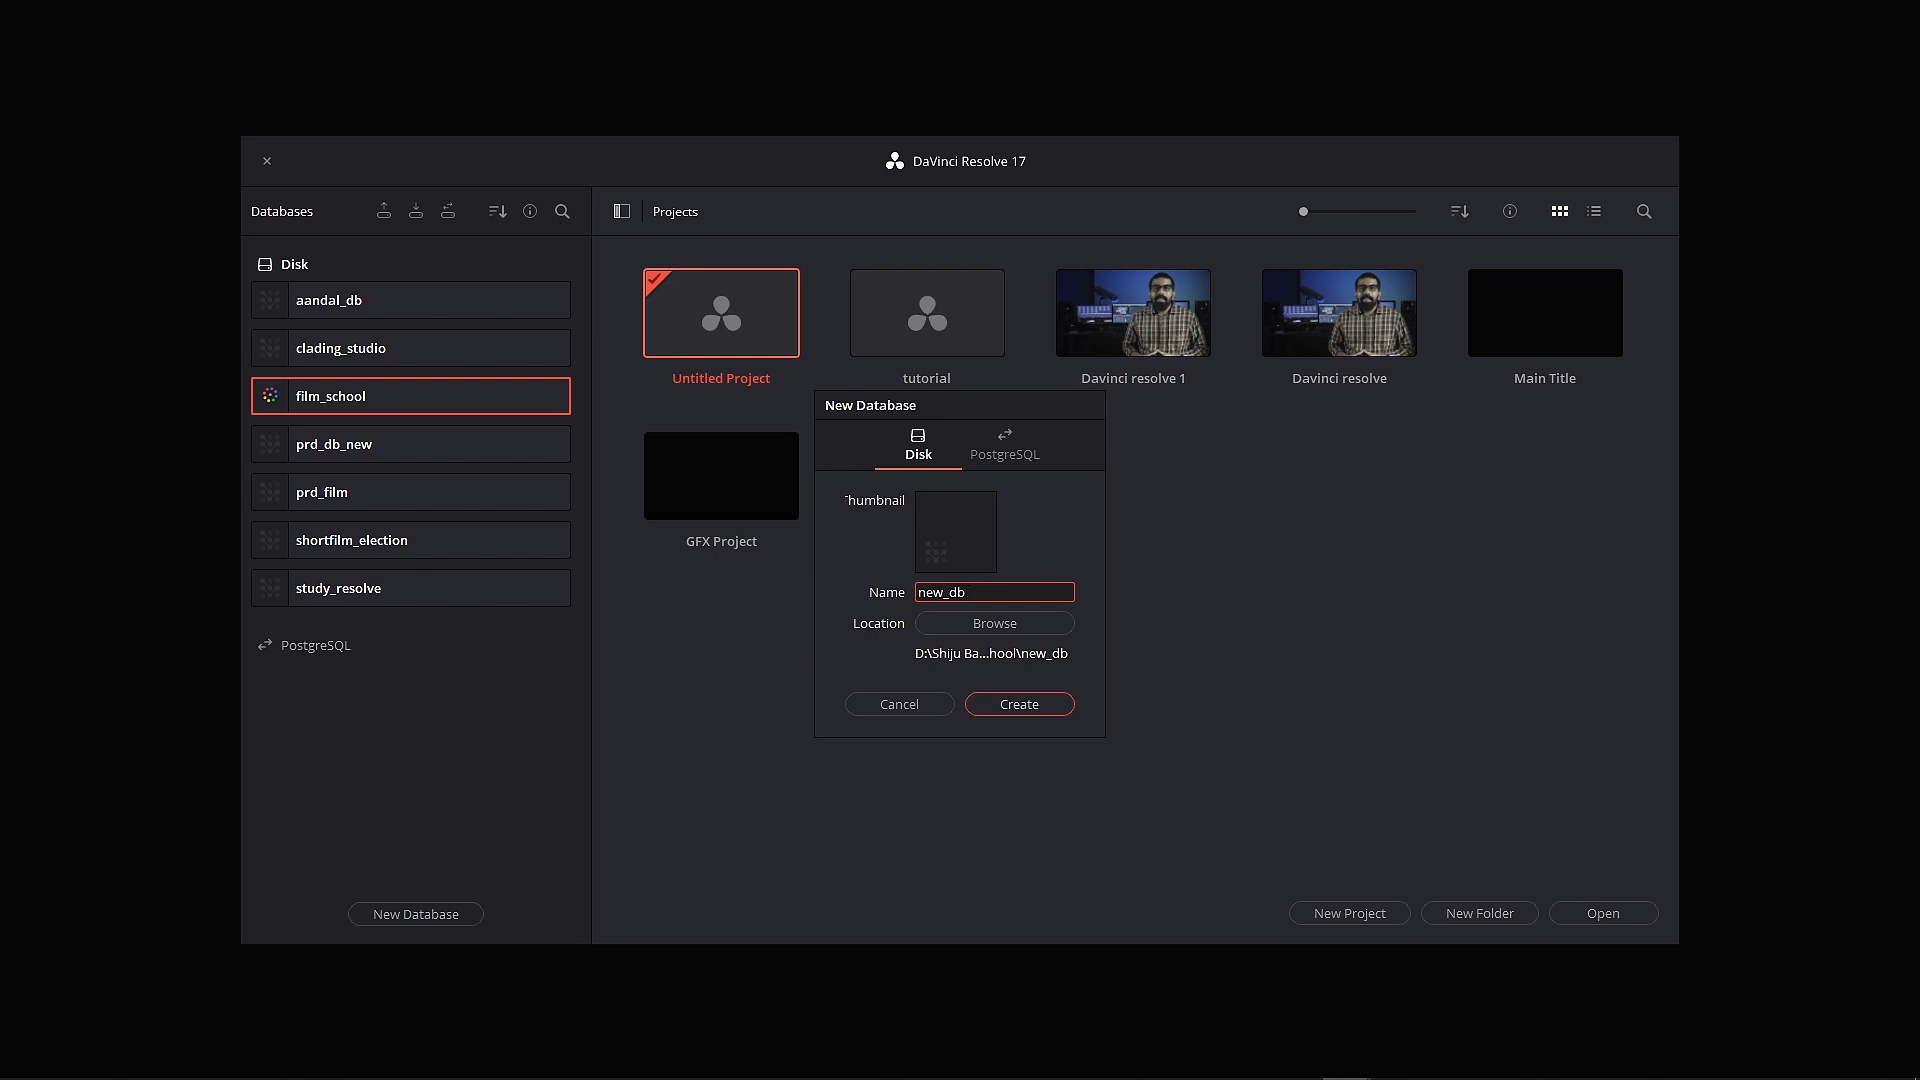 DaVinci Resolve 17
Databases
Projects
Disk
aandal_db
clading_studio
film_school
prd_db_new
prd_film
shortfilm_election
study_resolve
PostgreSQL
New Database
Untitled Project
tutorial
Davinci resolve 1
Davinci resolve
Main Title
GFX Project
New Database
Disk
PostgreSQL
Thumbnail
Name new_db
Location Browse
D:\Shiju Ba...hool\new_db
Cancel Create
New Project New Folder Open